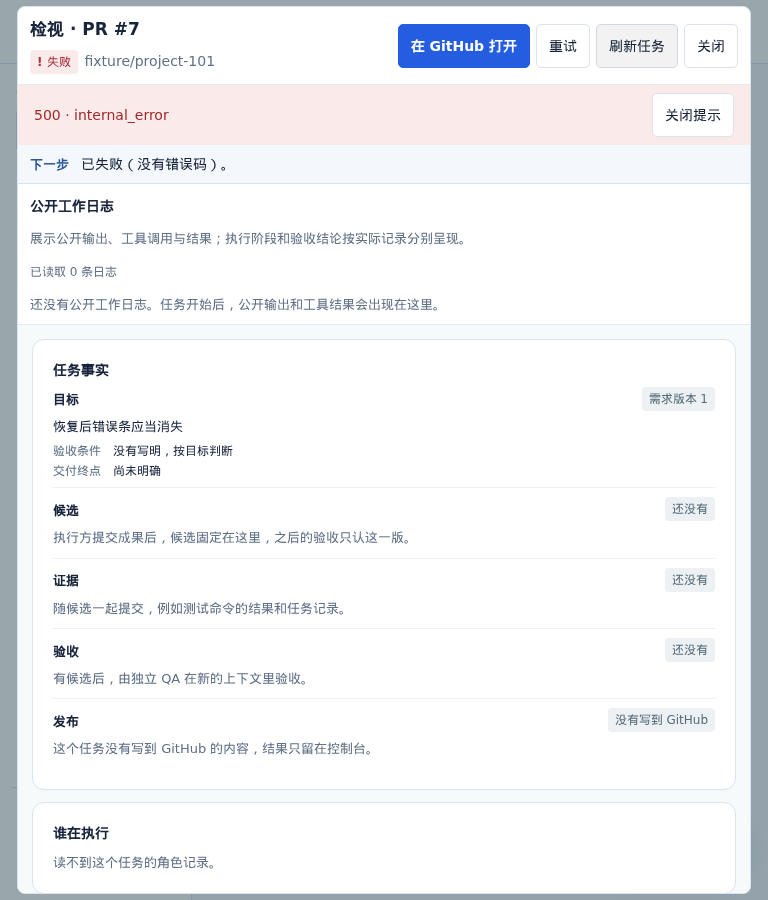 检视 · PR #7
! 失败 fixture/project-101
在 GitHub 打开
重试
刷新任务
关闭
500 · internal_error
关闭提示
下一步 已失败（没有错误码）。
公开工作日志
展示公开输出、工具调用与结果；执行阶段和验收结论按实际记录分别呈现。
已读取 0 条日志
还没有公开工作日志。任务开始后，公开输出和工具结果会出现在这里。
任务事实
目标 需求版本 1
恢复后错误条应当消失
验收条件 没有写明，按目标判断
交付终点 尚未明确
候选 还没有
执行方提交成果后，候选固定在这里，之后的验收只认这一版。
证据 还没有
随候选一起提交，例如测试命令的结果和任务记录。
验收 还没有
有候选后，由独立 QA 在新的上下文里验收。
发布 没有写到 GitHub
这个任务没有写到 GitHub 的内容，结果只留在控制台。
谁在执行
读不到这个任务的角色记录。